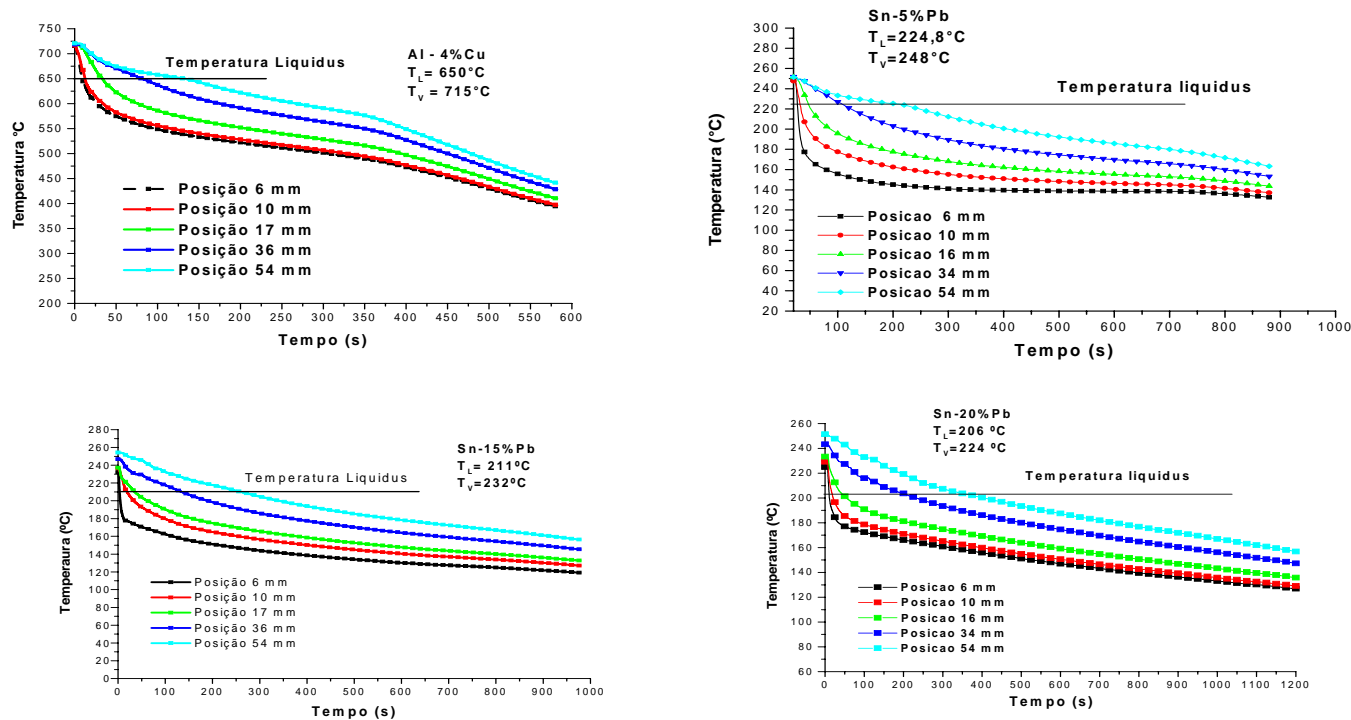 Al - 4%Cu
T_L= 650°C
T_V = 715°C
Temperatura Liquidus
Temperatura ºC
750
700
650
600
550
500
450
400
350
300
250
200
Posição 6 mm
Posição 10 mm
Posição 17 mm
Posição 36 mm
Posição 54 mm
0 50 100 150 200 250 300 350 400 450 500 550 600
Tempo (s)
Sn-5%Pb
T_L=224,8°C
T_V=248°C
Temperatura liquidus
Temperatura (°C)
300
280
260
240
220
200
180
160
140
120
100
80
60
40
20
Posicao 6 mm
Posicao 10 mm
Posicao 16 mm
Posicao 34 mm
Posicao 54 mm
100 200 300 400 500 600 700 800 900 1000
Tempo (s)
Sn-15%Pb
T_L= 211ºC
T_V=232ºC
Temperatura Liquidus
Temperatura (ºC)
280
260
240
220
200
180
160
140
120
100
80
60
40
20
0
Posição 6 mm
Posição 10 mm
Posição 17 mm
Posição 36 mm
Posição 54 mm
0 100 200 300 400 500 600 700 800 900 1000
Tempo (s)
Sn-20%Pb
T_L=206 ºC
T_V=224 ºC
Temperatura liquidus
Temperatura (ºC)
260
240
220
200
180
160
140
120
100
80
60
Posicao 6 mm
Posicao 10 mm
Posicao 16 mm
Posicao 34 mm
Posicao 54 mm
0 100 200 300 400 500 600 700 800 900 1000 1100 1200
Tempo (s)